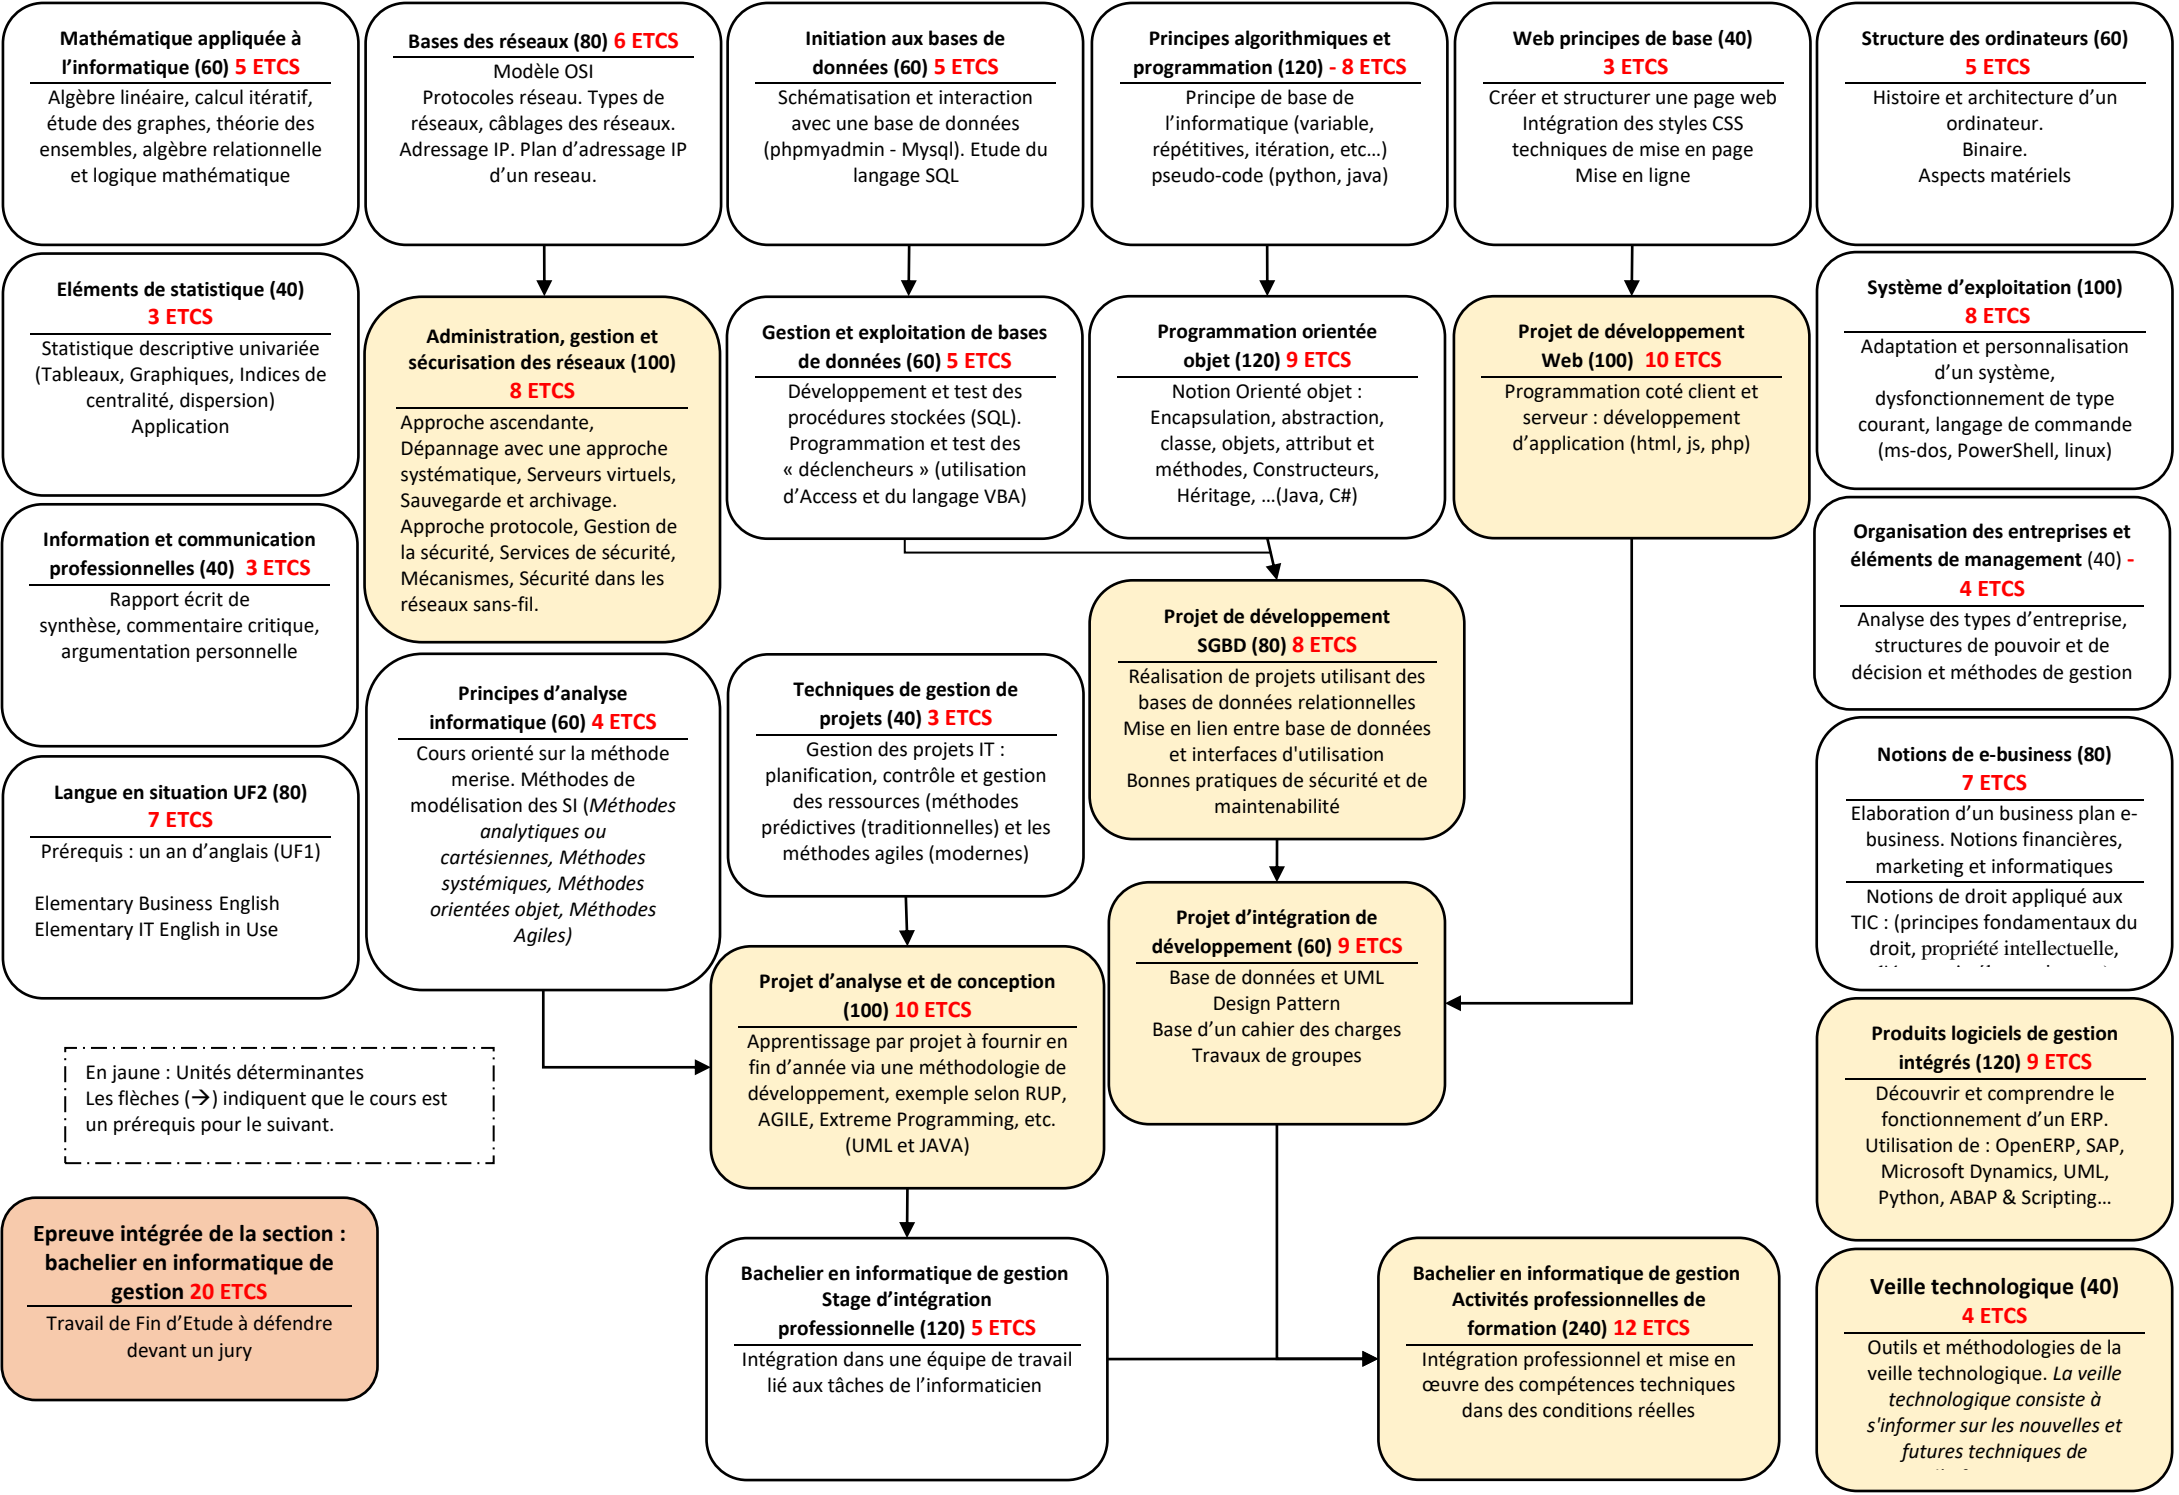 Mathématique appliquée à
l’informatique (60) 5 ETCS
Algèbre linéaire, calcul itératif,
étude des graphes, théorie des
ensembles, algèbre relationnelle
et logique mathématique
Bases des réseaux (80) 6 ETCS
Modèle OSI
Protocoles réseau. Types de
réseaux, câblages des réseaux.
Adressage IP. Plan d’adressage IP
d’un reseau.
Initiation aux bases de
données (60) 5 ETCS
Schématisation et interaction
avec une base de données
(phpmyadmin - Mysql). Etude du
langage SQL
Principes algorithmiques et
programmation (120) - 8 ETCS
Principe de base de
l’informatique (variable,
répétitives, itération, etc…)
pseudo-code (python, java)
Web principes de base (40)
3 ETCS
Créer et structurer une page web
Intégration des styles CSS
techniques de mise en page
Mise en ligne
Structure des ordinateurs (60)
5 ETCS
Histoire et architecture d’un
ordinateur.
Binaire.
Aspects matériels
Eléments de statistique (40)
3 ETCS
Statistique descriptive univariée
(Tableaux, Graphiques, Indices de
centralité, dispersion)
Application
Administration, gestion et
sécurisation des réseaux (100)
8 ETCS
Approche ascendante,
Dépannage avec une approche
systématique, Serveurs virtuels,
Sauvegarde et archivage.
Approche protocole, Gestion de
la sécurité, Services de sécurité,
Mécanismes, Sécurité dans les
réseaux sans-fil.
Gestion et exploitation de bases
de données (60) 5 ETCS
Développement et test des
procédures stockées (SQL).
Programmation et test des
« déclencheurs » (utilisation
d’Access et du langage VBA)
Programmation orientée
objet (120) 9 ETCS
Notion Orienté objet :
Encapsulation, abstraction,
classe, objets, attribut et
méthodes, Constructeurs,
Héritage, …(Java, C#)
Projet de développement
Web (100) 10 ETCS
Programmation coté client et
serveur : développement
d’application (html, js, php)
Système d’exploitation (100)
8 ETCS
Adaptation et personnalisation
d’un système,
dysfonctionnement de type
courant, langage de commande
(ms-dos, PowerShell, linux)
Information et communication
professionnelles (40) 3 ETCS
Rapport écrit de
synthèse, commentaire critique,
argumentation personnelle
Organisation des entreprises et
éléments de management (40) -
4 ETCS
Analyse des types d’entreprise,
structures de pouvoir et de
décision et méthodes de gestion
Projet de développement
SGBD (80) 8 ETCS
Réalisation de projets utilisant des
bases de données relationnelles
Mise en lien entre base de données
et interfaces d'utilisation
Bonnes pratiques de sécurité et de
maintenabilité
Principes d’analyse
informatique (60) 4 ETCS
Cours orienté sur la méthode
merise. Méthodes de
modélisation des SI (Méthodes
analytiques ou
cartésiennes, Méthodes
systémiques, Méthodes
orientées objet, Méthodes
Agiles)
Techniques de gestion de
projets (40) 3 ETCS
Gestion des projets IT :
planification, contrôle et gestion
des ressources (méthodes
prédictives (traditionnelles) et les
méthodes agiles (modernes)
Notions de e-business (80)
7 ETCS
Elaboration d’un business plan e-
business. Notions financières,
marketing et informatiques
Notions de droit appliqué aux
TIC : (principes fondamentaux du
droit, propriété intellectuelle,
Langue en situation UF2 (80)
7 ETCS
Prérequis : un an d’anglais (UF1)
Elementary Business English
Elementary IT English in Use
Projet d’intégration de
développement (60) 9 ETCS
Base de données et UML
Design Pattern
Base d’un cahier des charges
Travaux de groupes
Projet d’analyse et de conception
(100) 10 ETCS
Apprentissage par projet à fournir en
fin d’année via une méthodologie de
développement, exemple selon RUP,
AGILE, Extreme Programming, etc.
(UML et JAVA)
Produits logiciels de gestion
intégrés (120) 9 ETCS
Découvrir et comprendre le
fonctionnement d’un ERP.
Utilisation de : OpenERP, SAP,
Microsoft Dynamics, UML,
Python, ABAP & Scripting…
En jaune : Unités déterminantes
Les flèches (→) indiquent que le cours est
un prérequis pour le suivant.
Epreuve intégrée de la section :
bachelier en informatique de
gestion 20 ETCS
Travail de Fin d’Etude à défendre
devant un jury
Bachelier en informatique de gestion
Stage d’intégration
professionnelle (120) 5 ETCS
Intégration dans une équipe de travail
lié aux tâches de l’informaticien
Bachelier en informatique de gestion
Activités professionnelles de
formation (240) 12 ETCS
Intégration professionnel et mise en
œuvre des compétences techniques
dans des conditions réelles
Veille technologique (40)
4 ETCS
Outils et méthodologies de la
veille technologique. La veille
technologique consiste à
s'informer sur les nouvelles et
futures techniques de